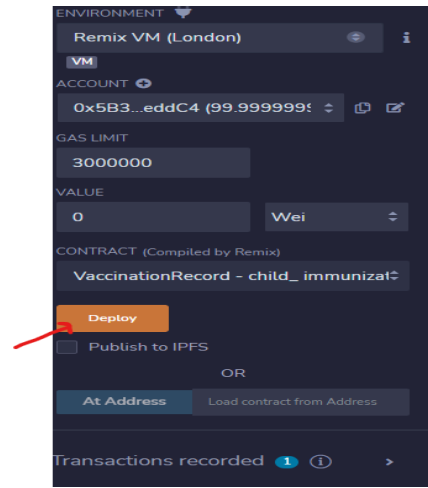 ENVIRONMENT
Remix VM (London)
VM
ACCOUNT
0x5B3...eddC4 (99.9999999
GAS LIMIT
3000000
VALUE
0 Wei
CONTRACT (Compiled by Remix)
VaccinationRecord - child_ immunizat
Deploy
Publish to IPFS
OR
At Address Load contract from Address
Transactions recorded 1